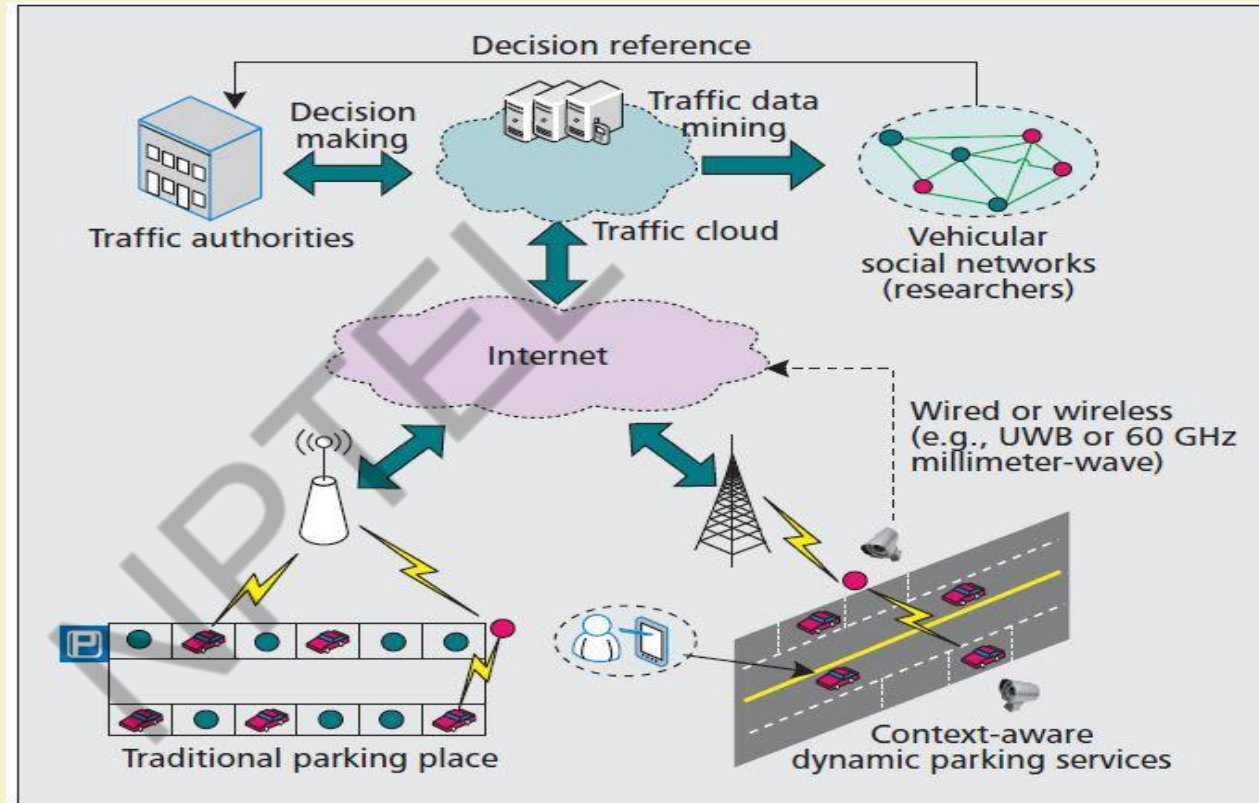 Decision reference
Decision
making
Traffic data
mining
Traffic authorities
Traffic cloud
Vehicular
social networks
(researchers)
Internet
Wired or wireless
(e.g., UWB or 60 GHz
millimeter-wave)
P
Traditional parking place
Context-aware
dynamic parking services
NPTEL